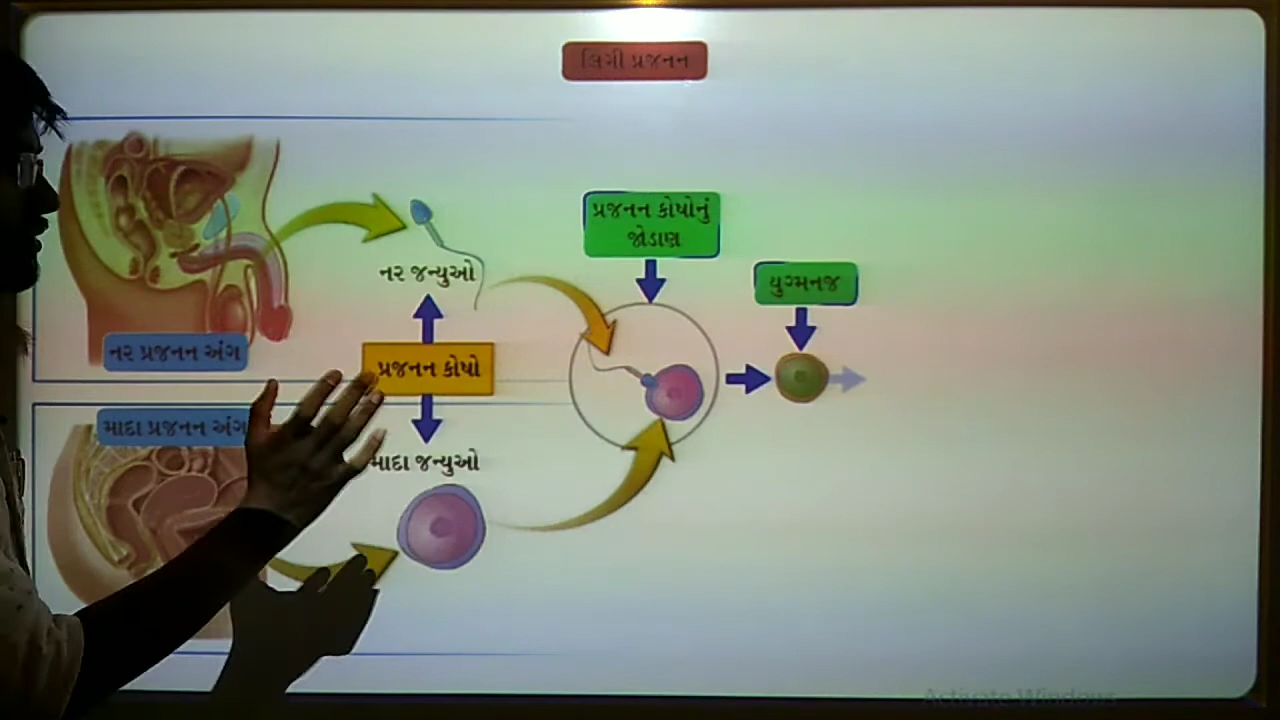 લિંગી પ્રજનન
પ્રજનન કોષોનું
જોડાણ
નર જન્યુઓ
યુગ્મનજ
નર પ્રજનન અંગ
પ્રજનન કોષો
માદા પ્રજનન અંગ
માદા જન્યુઓ
Activate Windows